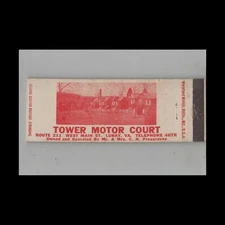 TOWER MOTOR COURT
ROUTE 211 WEST MAIN ST. LURAY, VA. TELEPHONE
Owned and Operated By Mr. & Mrs. C. H.